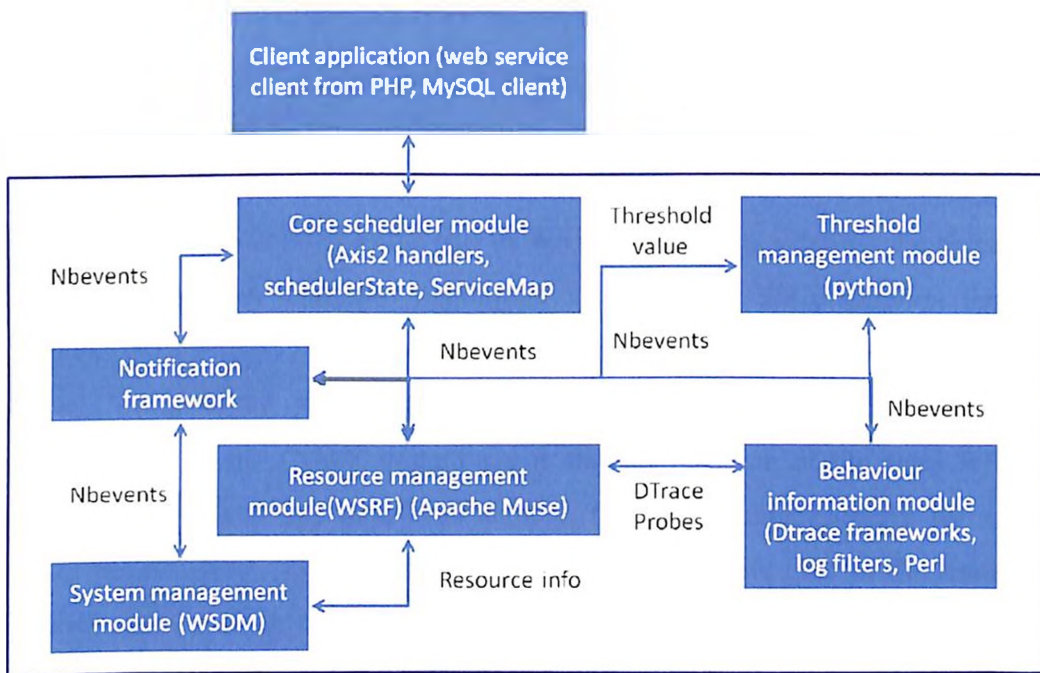 Client application (web service
client from PHP, MySQL client)
Core scheduler module
(Axis2 handlers,
schedulerState, ServiceMap
Threshold
value
Threshold
management module
(python)
Nbevents
Nbevents
Nbevents
Notification
framework
Nbevents
Nbevents
Resource management
module(WSRF) (Apache Muse)
DTrace
Probes
Behaviour
information module
(Dtrace frameworks,
log filters, Perl
System management
module (WSDM)
Resource info